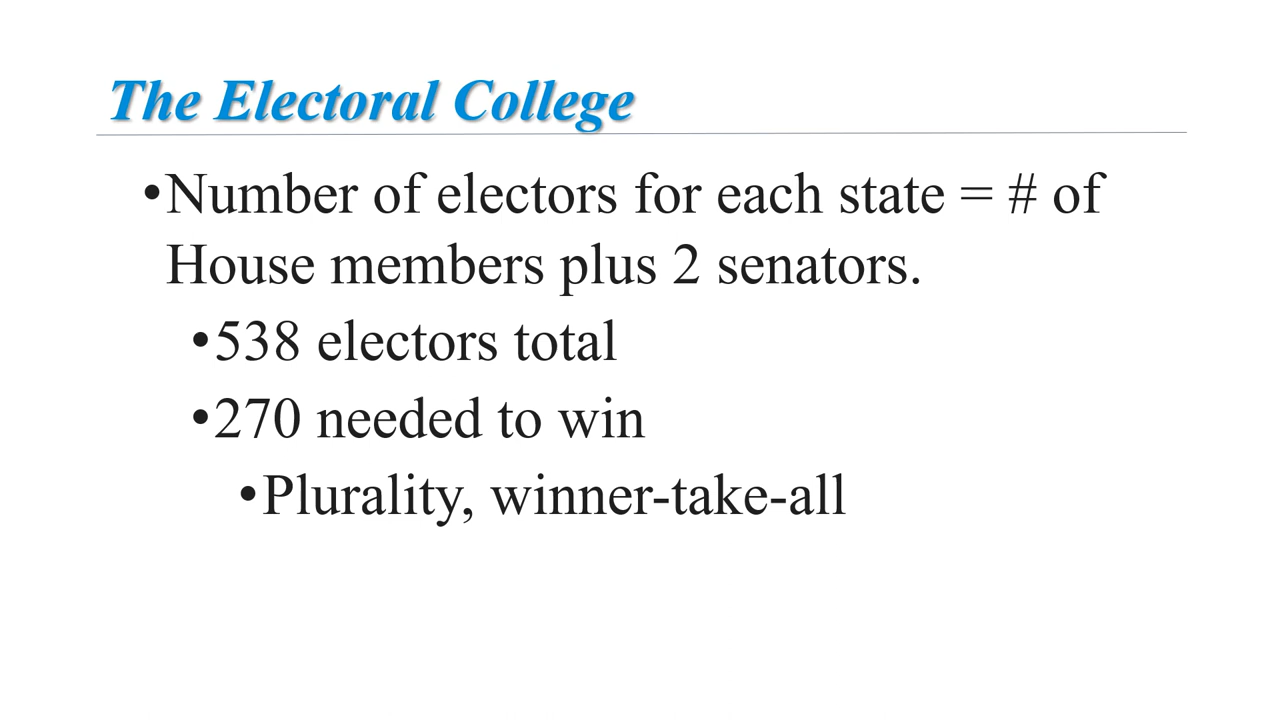 The Electoral College
•Number of electors for each state = # of
House members plus 2 senators.
•538 electors total
•270 needed to win
•Plurality, winner-take-all